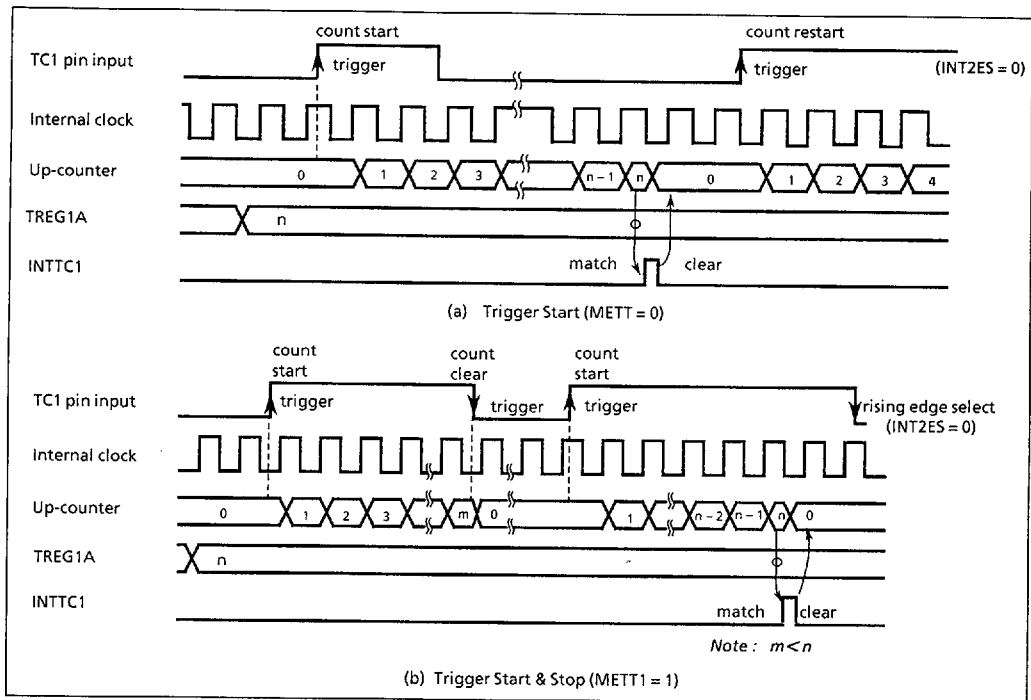 count start
count restart
TC1 pin input
trigger
trigger
(INT2ES = 0)
Internal clock
Up-counter
0
1
2
3
n−1
n
0
1
2
3
4
TREG1A
n
INTTC1
match
clear
(a) Trigger Start (METT = 0)
count
start
count
clear
count
start
TC1 pin input
trigger
trigger
trigger
rising edge select
(INT2ES = 0)
Internal clock
Up-counter
0
1
2
3
m
0
1
n−2
n−1
n
0
TREG1A
n
INTTC1
match
clear
Note : m<n
(b) Trigger Start & Stop (METT1 = 1)